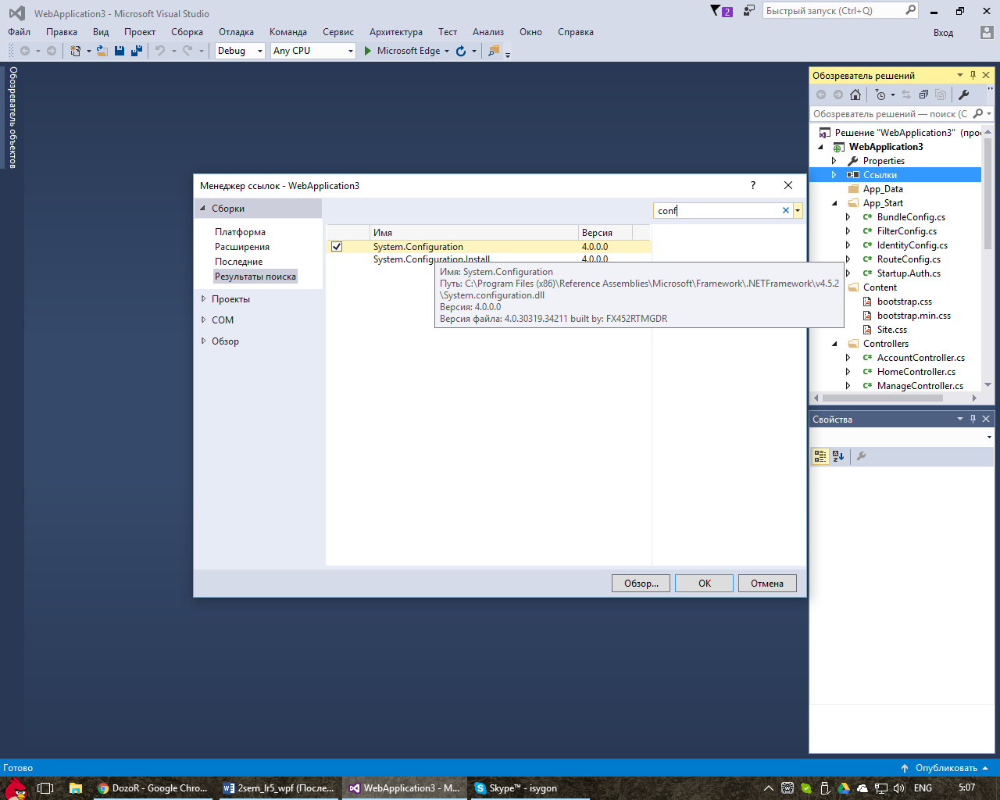 WebApplication3 - Microsoft Visual Studio
2
Быстрый запуск (Ctrl+Q)
Файл Правка Вид Проект Сборка Отладка Команда Сервис Архитектура Тест Анализ Окно Справка
Вход
Debug Any CPU Microsoft Edge
Обозреватель объектов
Обозреватель решений
Обозреватель решений — поиск (С
Решение "WebApplication3" (прое
WebApplication3
Properties
Ссылки
App_Data
App_Start
BundleConfig.cs
FilterConfig.cs
IdentityConfig.cs
RouteConfig.cs
Startup.Auth.cs
Content
bootstrap.css
bootstrap.min.css
Site.css
Controllers
AccountController.cs
HomeController.cs
ManageController.cs
Свойства
Менеджер ссылок - WebApplication3
?
Сборки
conf
Платформа
Расширения
Последние
Результаты поиска
Проекты
COM
Обзор
Имя Версия
System.Configuration 4.0.0.0
System.Configuration.Install 4.0.0.0
Имя: System.Configuration
Путь: C:\Program Files (x86)\Reference Assemblies\Microsoft\Framework\.NETFramework\v4.5.2
\System.configuration.dll
Версия: 4.0.0.0
Версия файла: 4.0.30319.34211 built by: FX452RTMGDR
Обзор... ОК Отмена
Готово
Опубликовать
DozoR - Google Chro...
2sem_lr5_wpf (После...
WebApplication3 - M...
Skype™ - isygon
ENG
5:07